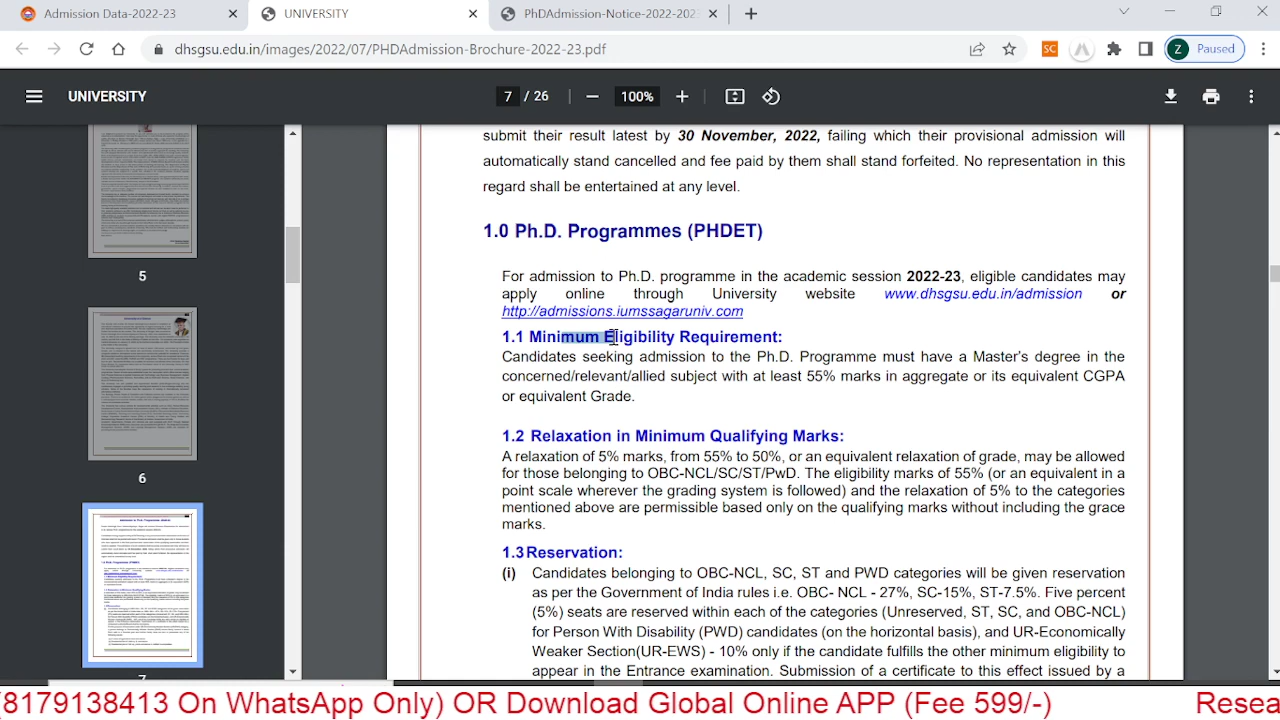 Admission Data-2022-23
UNIVERSITY
PhDAdmission-Notice-2022-202
dhsgsu.edu.in/images/2022/07/PHDAdmission-Brochure-2022-23.pdf
SC
Z
Paused
UNIVERSITY
7 / 26
100%
submit their result latest by 30 November, 2022, failing which their provisional admission will
automatically stand cancelled and fee paid by them shall stand forfeited. No representation in this
regard shall be entertained at any level.
1.0 Ph.D. Programmes (PHDET)
For admission to Ph.D. programme in the academic session 2022-23, eligible candidates may
apply online through University website www.dhsgsu.edu.in/admission or
http://admissions.iumssagaruniv.com
1.1 Minimum Eligibility Requirement:
Candidates seeking admission to the Ph.D. Programme must have a Master's degree in the
concerned/relevant/allied subject with at least 55% marks in aggregate or its equivalent CGPA
or equivalent Grade.
1.2 Relaxation in Minimum Qualifying Marks:
A relaxation of 5% marks, from 55% to 50%, or an equivalent relaxation of grade, may be allowed
for those belonging to OBC-NCL/SC/ST/PwD. The eligibility marks of 55% (or an equivalent in a
point scale wherever the grading system is followed) and the relaxation of 5% to the categories
mentioned above are permissible based only on the qualifying marks without including the grace
marks.
1.3 Reservation:
(i) Candidates belonging to OBC-NCL, SC, ST and PWD categories will be given reservation
as per the Government of India rules i.e. OBC-NCL - 27%, SC-15%, ST-7.5%. Five percent
(5%) seats are reserved within each of the categories (Unreserved, ST, SC, and OBC-NCL)
for Person With Disability (PWD) candidates on the horizontal basis, and UR-Economically
Weaker Section(UR-EWS) - 10% only if the candidate fulfills the other minimum eligibility to
appear in the Entrance examination. Submission of a certificate to this effect issued by a
5
6
7
(8179138413 On WhatsApp Only) OR Download Global Online APP (Fee 599/-)
Resea